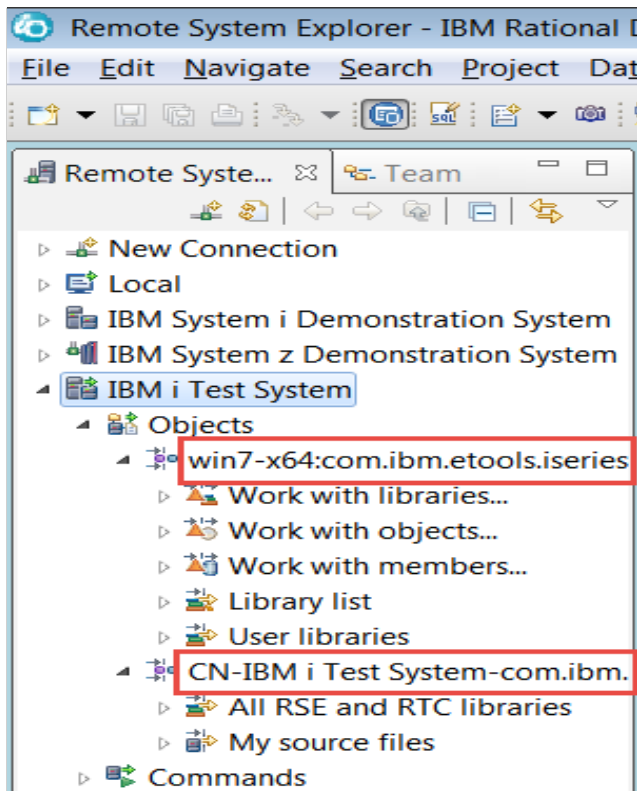 Remote System Explorer - IBM Rational D
File Edit Navigate Search Project Dat
SQL
Remote Syste... Team
New Connection
Local
IBM System i Demonstration System
IBM System z Demonstration System
IBM i Test System
Objects
win7-x64:com.ibm.etools.iseries
Work with libraries...
Work with objects...
Work with members...
Library list
User libraries
CN-IBM i Test System-com.ibm.
All RSE and RTC libraries
My source files
Commands